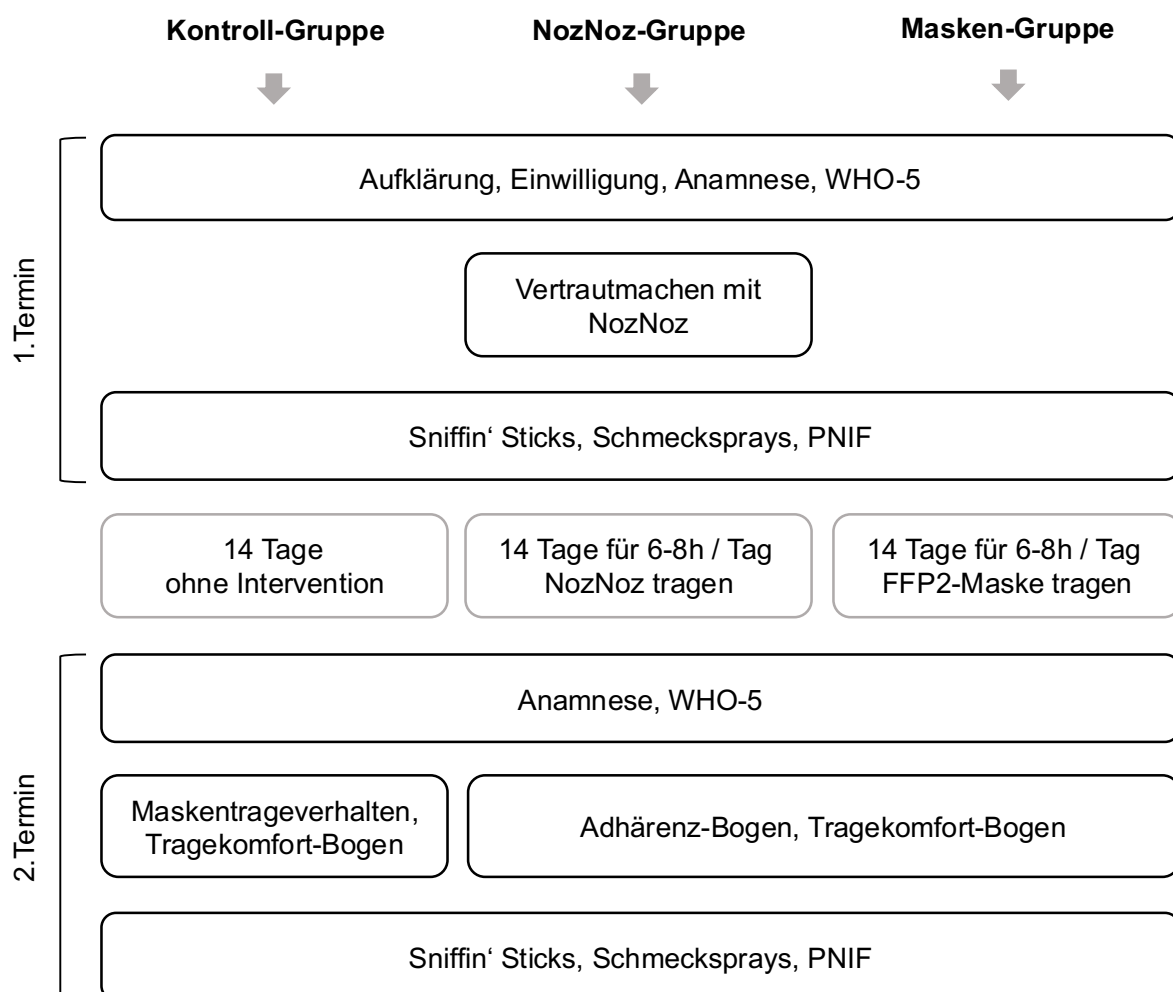 Kontroll-Gruppe
NozNoz-Gruppe
Masken-Gruppe
1.Termin
Aufklärung, Einwilligung, Anamnese, WHO-5
Vertrautmachen mit
NozNoz
Sniffin‘ Sticks, Schmecksprays, PNIF
14 Tage
ohne Intervention
14 Tage für 6-8h / Tag
NozNoz tragen
14 Tage für 6-8h / Tag
FFP2-Maske tragen
2.Termin
Anamnese, WHO-5
Maskentrageverhalten,
Tragekomfort-Bogen
Adhärenz-Bogen, Tragekomfort-Bogen
Sniffin‘ Sticks, Schmecksprays, PNIF